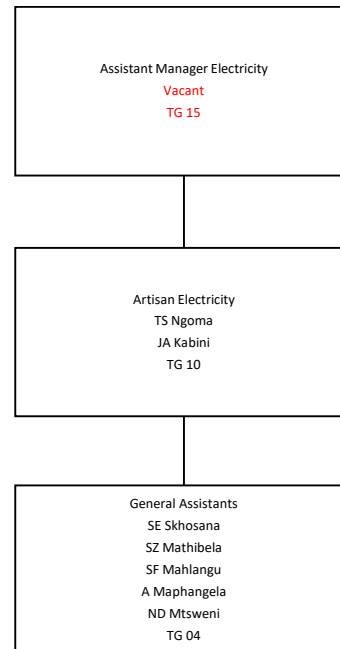 Assistant Manager Electricity
Vacant
TG 15
Artisan Electricity
TS Ngoma
JA Kabini
TG 10
General Assistants
SE Skhosana
SZ Mathibela
SF Mahlangu
A Maphangela
ND Mtsweni
TG 04